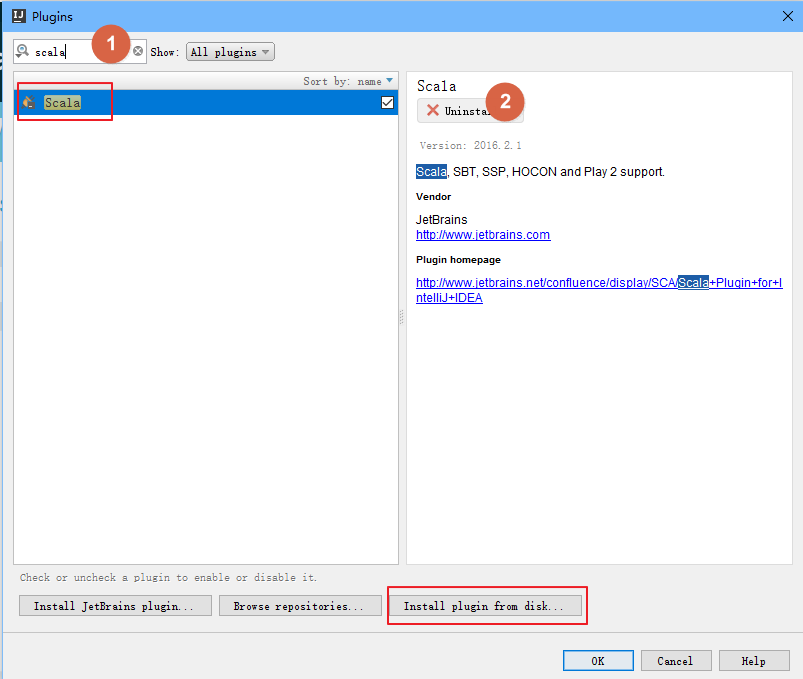 Plugins
scala
1
Show:
All plugins
Sort by: name
Scala
Scala
2
Version: 2016.2.1
Scala, SBT, SSP, HOCON and Play 2 support.
Vendor
JetBrains
http://www.jetbrains.com
Plugin homepage
http://www.jetbrains.net/confluence/display/SCA/Scala+Plugin+for+I
ntelliJ+IDEA
Check or uncheck a plugin to enable or disable it.
Install JetBrains plugin...
Browse repositories...
Install plugin from disk...
OK
Cancel
Help